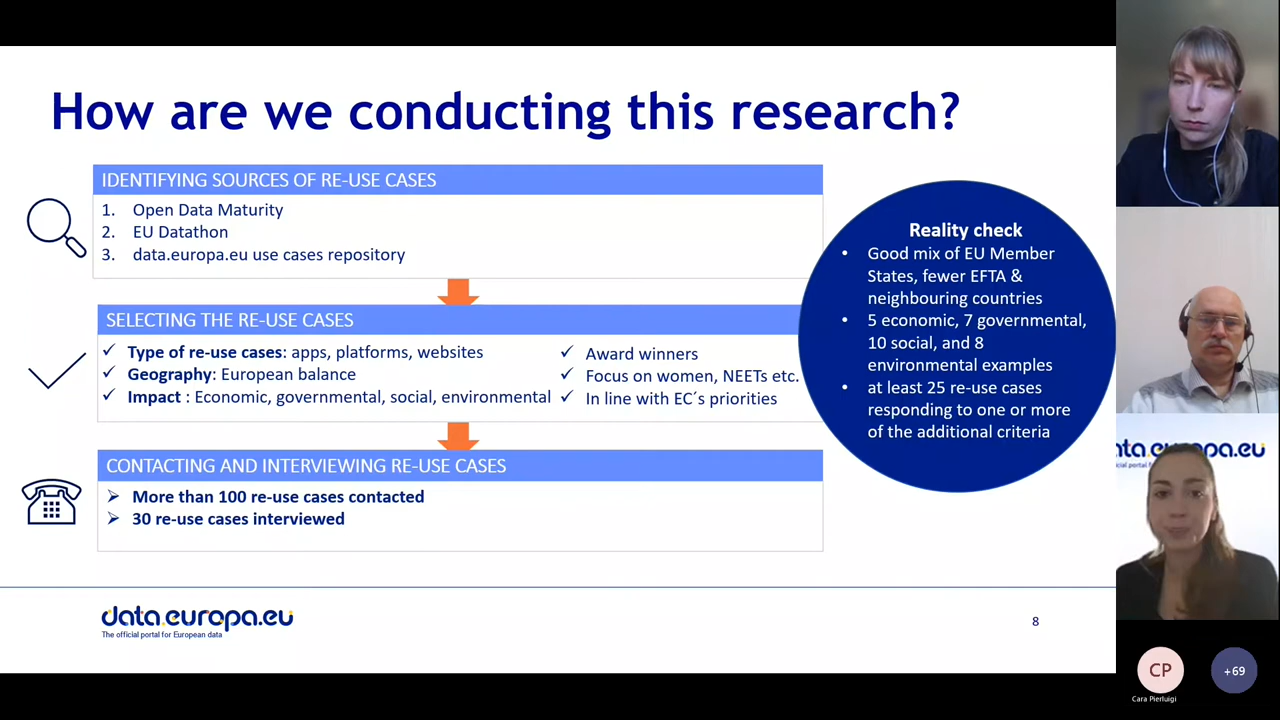 How are we conducting this research?
IDENTIFYING SOURCES OF RE-USE CASES
1. Open Data Maturity
2. EU Datathon
3. data.europa.eu use cases repository
SELECTING THE RE-USE CASES
Type of re-use cases: apps, platforms, websites
Geography: European balance
Impact : Economic, governmental, social, environmental
Award winners
Focus on women, NEETs etc.
In line with EC´s priorities
CONTACTING AND INTERVIEWING RE-USE CASES
More than 100 re-use cases contacted
30 re-use cases interviewed
Reality check
• Good mix of EU Member
States, fewer EFTA &
neighbouring countries
• 5 economic, 7 governmental,
10 social, and 8
environmental examples
• at least 25 re-use cases
responding to one or more
of the additional criteria
data.europa.eu
The official portal for European data
8
CP
Cara Pierluigi
+69